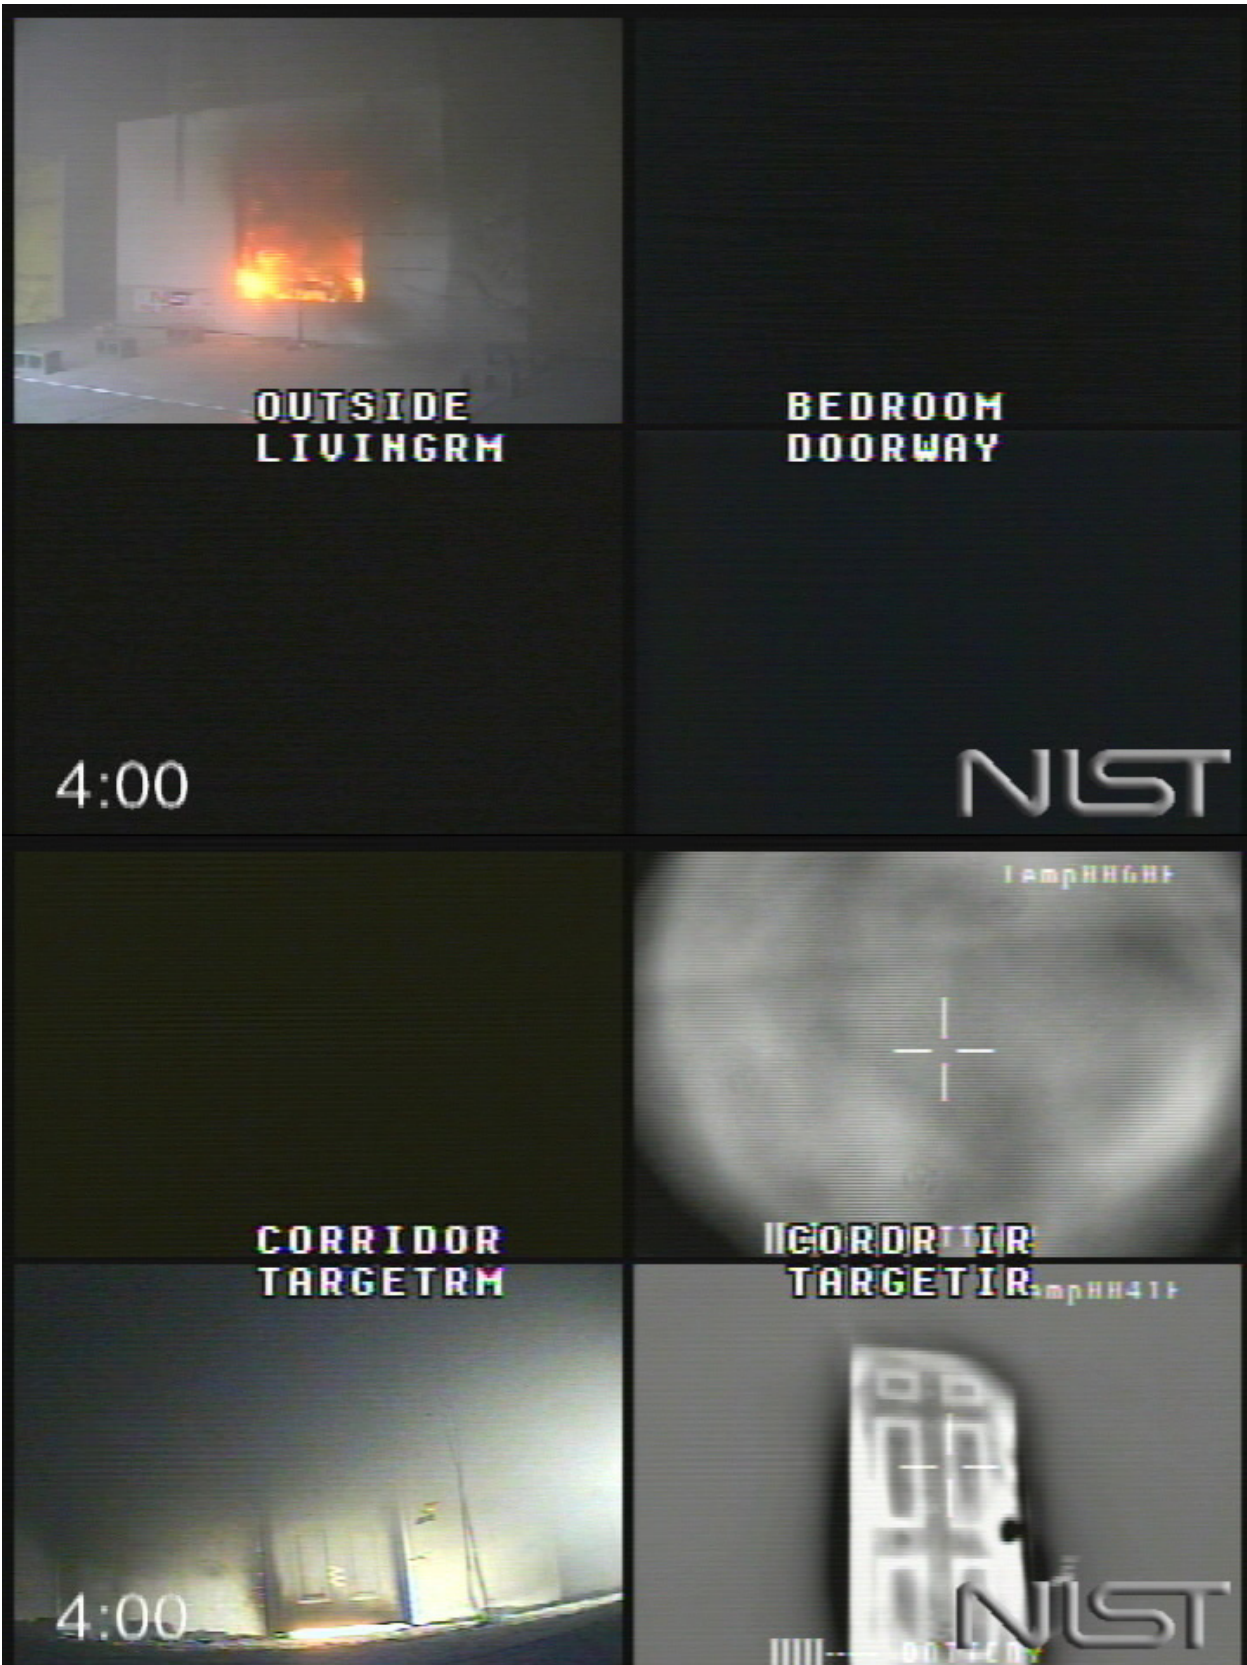 OUTSIDE
LIVINGRM
BEDROOM
DOORWAY
4:00
NIST
CORRIDOR
TARGETRM
TARGETIR
4:00
NIST